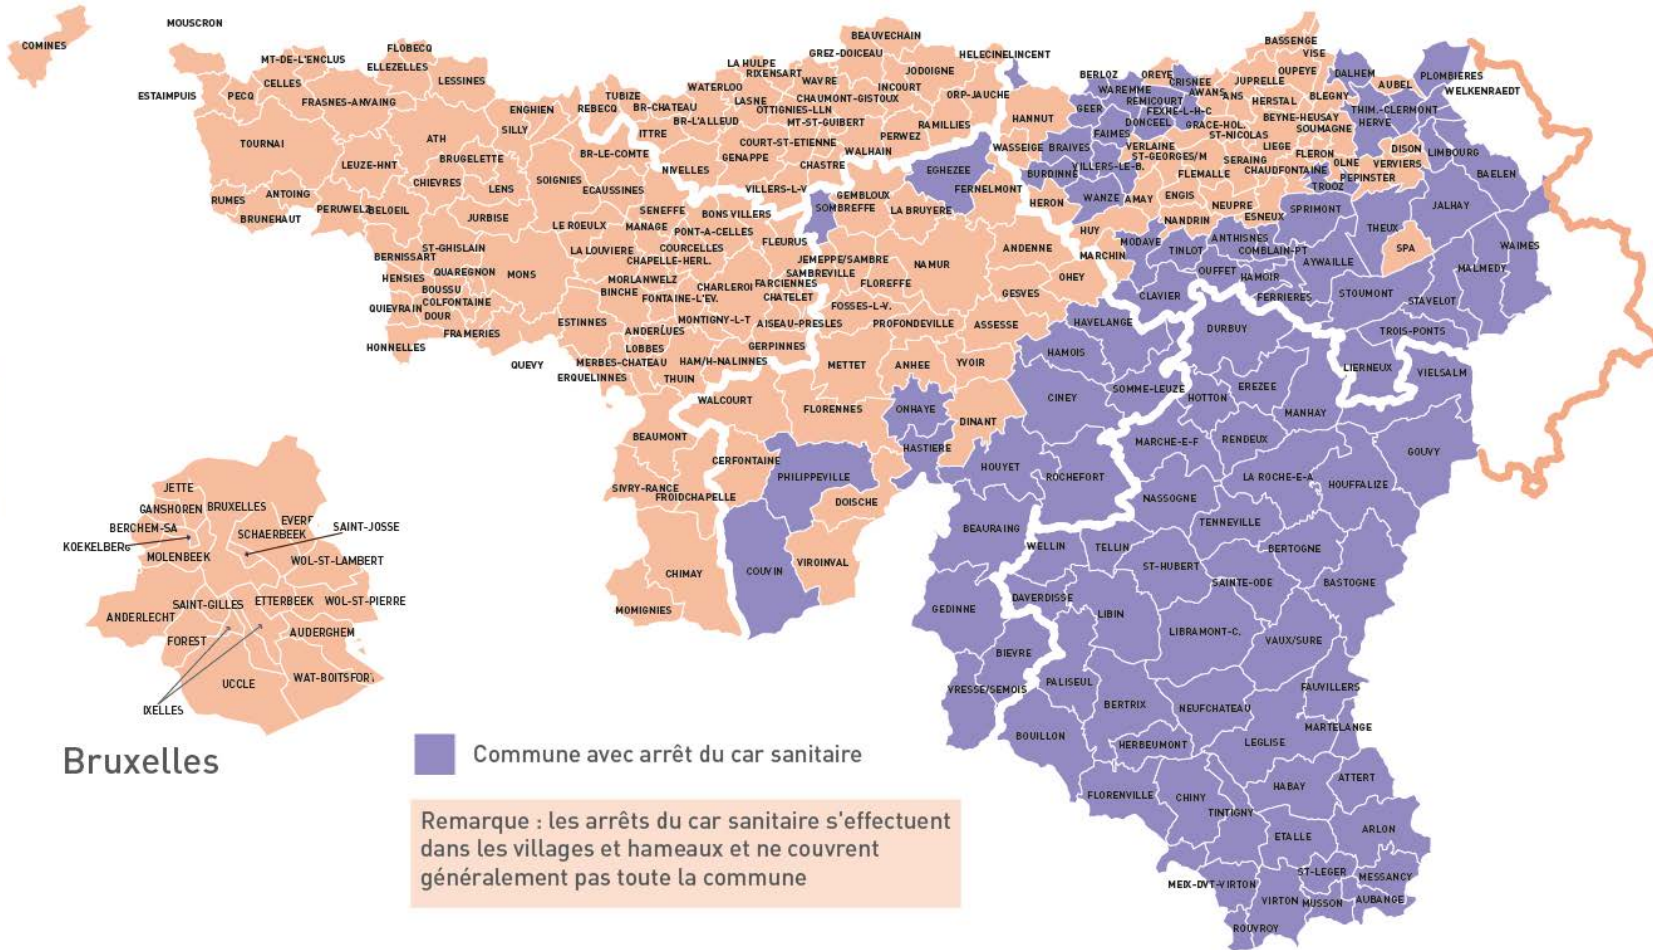 MOUSCRON
COMINES
ESTAIMPUIS
PECQ
MT-DE-L'ENCLUS
CELLES
FLOBECQ
ELLEZELLES
LESSINES
FRASNES-ANVAING
TOURNAI
ATH
ENGHIEN
SILLY
LEUZE-HNT
BRUGELETTE
CHIEVRES
LENS
RUMES
ANTOING
BRUNEHAUT
PERUWELZ
BELOEIL
JURBISE
SOIGNIES
ECAUSSINES
BR-LE-COMTE
REBECQ
TUBIZE
BR-CHATEAU
ITTRE
NIVELLES
LA HULPE
RIXENSART
WATERLOO
LASNE
WAVRE
OTTIGNIES-LLN
BR-L'ALLEUD
GREZ-DOICEAU
BEAUVECHAIN
CHAUMONT-GISTOUX
MT-ST-GUIBERT
COURT-ST-ETIENNE
GENAPPE
CHASTRE
WALHAIN
VILLERS-L-V
INCOURT
JODOIGNE
HELECINE
LINCENT
ORP-JAUCHE
RAMILLIES
PERWEZ
LE ROEULX
SENEFFE
MANAGE
BONS VILLERS
PONT-A-CELLES
FLEURUS
ST-GHISLAIN
BERNISSART
HENSIES
QUAREGNON
BOUSSU
COLFONTAINE
QUIEVRAIN
DOUR
FRAMERIES
HONNELLES
MONS
QUEVY
LA LOUVIERE
COURCELLES
CHAPELLE-HERL.
MORLANWELZ
BINCHE
FONTAINE-L'EV.
CHARLEROI
FARCIENNES
CHATELET
ESTINNES
ANDERLUES
MONTIGNY-L-T
AISEAU-PRESLES
LOBBES
GERPINNES
MERBES-CHATEAU
HAM/H-NALINNES
ERQUELINNES
THUIN
BEAUMONT
SIVRY-RANCE
FROIDCHAPELLE
CHIMAY
MOMIGNIES
WALCOURT
CERFONTAINE
PHILIPPEVILLE
COUVIN
VIROINVAL
DOISCHE
FLORENNES
METTET
ANHEE
YVOIR
ONHAYE
HASTIERE
DINANT
SOMBREFFE
GEMBLOUX
LA BRUYERE
EGHEZEE
FERNELMONT
JEMEPPE/SAMBRE
SAMBREVILLE
FLOREFFE
FOSSES-L-V.
PROFONDEVILLE
NAMUR
ANDENNE
OHEY
GESVES
ASSESSE
HAVELANGE
HAMOIS
CINEY
SOMME-LEUZE
HOUYET
ROCHEFORT
BEAURAING
GEDINNE
BIEVRE
VRESSE/SEMOIS
HANNUT
WASSEIGE
BRAIVES
BURDINNE
HERON
BERLOZ
WAREMME
GEER
OREYE
CRISNEE
REMICOURT
FEXHE-L-H-C
DONCEEL
FAIMES
AWANS
ANS
JUPRELLE
BASSENGE
VISE
OUPEYE
HERSTAL
DALHEM
BLEGNY
AUBEL
PLOMBIERES
WELKENRAEDT
THIM.-CLERMONT
HERVE
BEYNE-HEUSAY
SOUMAGNE
GRACE-HOL.
ST-NICOLAS
LIEGE
VERLAINE
ST-GEORGES/M
VILLERS-LE-B.
SERAING
FLERON
CHAUDFONTAINE
OLNE
DISON
VERVIERS
PEPINSTER
TROOZ
LIMBOURG
BAELEN
FLEMALLE
WANZE
AMAY
ENGIS
NEUPRE
ESNEUX
SPRIMONT
NANDRIN
HUY
MARCHIN
MODAVE
TINLOT
ANTHISNES
COMBLAIN-PT
OUFFET
HAMOIR
CLAVIER
FERRIERES
AYWAILLE
THEUX
SPA
JALHAY
WAIMES
MALMEDY
STOUMONT
STAVELOT
TROIS-PONTS
LIERNEUX
VIELSALM
DURBUY
EREZEE
HOTTON
MANHAY
MARCHE-E-F
RENDEUX
LA ROCHE-E-A
HOUFFALIZE
GOUVY
NASSOGNE
TENNEVILLE
BERTOGNE
WELLIN
TELLIN
ST-HUBERT
SAINTE-ODE
BASTOGNE
DAVERDISSE
LIBIN
LIBRAMONT-C.
VAUX/SURE
PALISEUL
BERTRIX
NEUFCHATEAU
FAUVILLERS
MARTELANGE
BOUILLON
HERBEUMONT
LEGLISE
FLORENVILLE
CHINY
TINTIGNY
HABAY
ATTERT
ETALLE
ARLON
MEIX-DVT-VIRTON
ST-LEGER
MESSANCY
VIRTON
MUSSON
AUBANGE
ROUVROY
JETTE
GANSHOREN
BRUXELLES
BERCHEM-SA
EVERE
SAINT-JOSSE
SCHAERBEEK
KOEKELBERG
MOLENBEEK
WOL-ST-LAMBERT
SAINT-GILLES
ETTERBEEK
WOL-ST-PIERRE
ANDERLECHT
AUDERGHEM
FOREST
UCCLE
WAT-BOITSFORT
IXELLES
Bruxelles
Commune avec arrêt du car sanitaire
Remarque : les arrêts du car sanitaire s'effectuent
dans les villages et hameaux et ne couvrent
généralement pas toute la commune